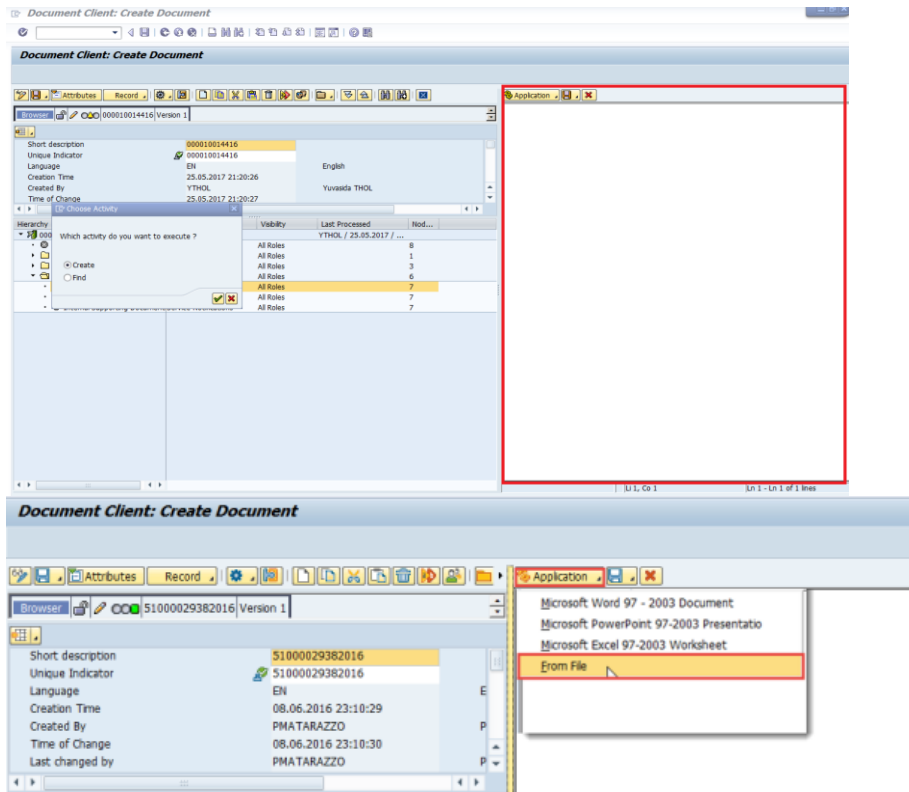 Document Client: Create Document
Document Client: Create Document
Attributes Record
Application
Browser 000010014416 Version 1
Short description 000010014416
Unique Indicator 000010014416
Language EN English
Creation Time 25.05.2017 21:20:26
Created By YTHOL Yuvasida THOL
Time of Change 25.05.2017 21:20:27
Choose Activity
Hierarchy Visibility Last Processed Nod...
000 YTHOL / 25.05.2017 / ...
Which activity do you want to execute ?
All Roles 8
All Roles 1
Create
All Roles 3
Find
All Roles 6
All Roles 7
All Roles 7
All Roles 7
Li 1, Co 1 Ln 1 - Ln 1 of 1 lines
Document Client: Create Document
Attributes Record
Application
Browser 51000029382016 Version 1
Microsoft Word 97 - 2003 Document
Microsoft PowerPoint 97-2003 Presentatio
Microsoft Excel 97-2003 Worksheet
From File
Short description 51000029382016
Unique Indicator 51000029382016
Language EN E
Creation Time 08.06.2016 23:10:29
Created By PMATARAZZO P
Time of Change 08.06.2016 23:10:30
Last changed by PMATARAZZO P